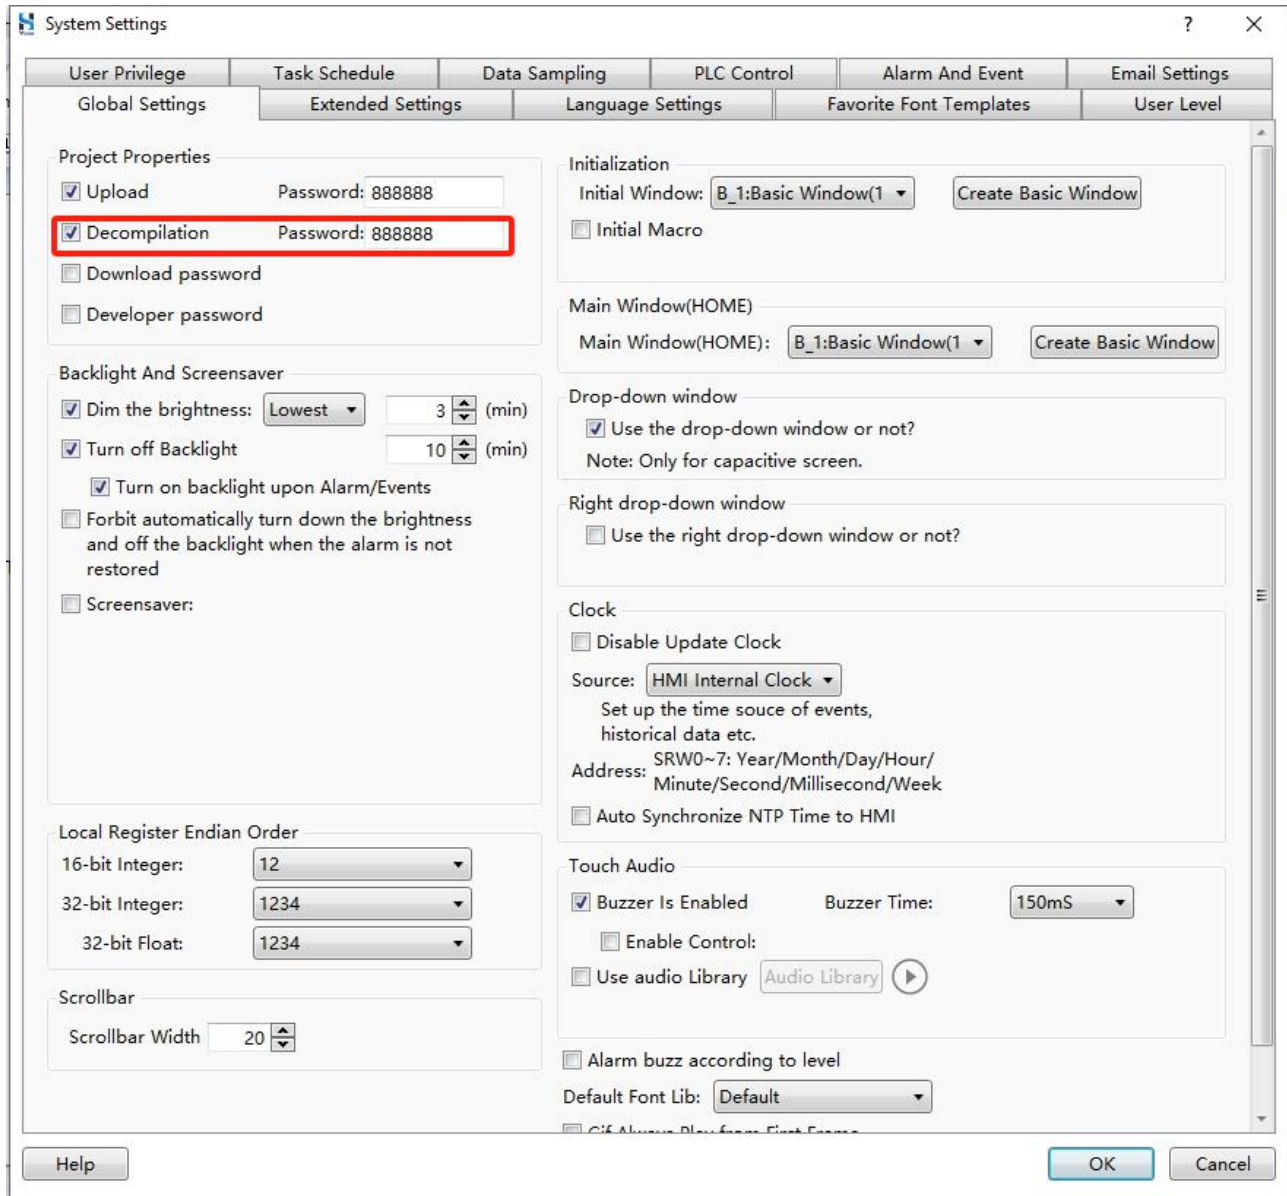 System Settings
?
User Privilege
Task Schedule
Data Sampling
PLC Control
Alarm And Event
Email Settings
Global Settings
Extended Settings
Language Settings
Favorite Font Templates
User Level
Project Properties
Upload Password: 888888
Decompilation Password: 888888
Download password
Developer password
Backlight And Screensaver
Dim the brightness: Lowest 3 (min)
Turn off Backlight 10 (min)
Turn on backlight upon Alarm/Events
Forbit automatically turn down the brightness
and off the backlight when the alarm is not
restored
Screensaver:
Local Register Endian Order
16-bit Integer: 12
32-bit Integer: 1234
32-bit Float: 1234
Scrollbar
Scrollbar Width 20
Initialization
Initial Window: B_1:Basic Window(1 Create Basic Window
Initial Macro
Main Window(HOME)
Main Window(HOME): B_1:Basic Window(1 Create Basic Window
Drop-down window
Use the drop-down window or not?
Note: Only for capacitive screen.
Right drop-down window
Use the right drop-down window or not?
Clock
Disable Update Clock
Source: HMI Internal Clock
Set up the time souce of events,
historical data etc.
Address: SRW0~7: Year/Month/Day/Hour/
Minute/Second/Millisecond/Week
Auto Synchronize NTP Time to HMI
Touch Audio
Buzzer Is Enabled Buzzer Time: 150mS
Enable Control:
Use audio Library Audio Library
Alarm buzz according to level
Default Font Lib: Default
Gif Always Play from First Frame
Help
OK
Cancel